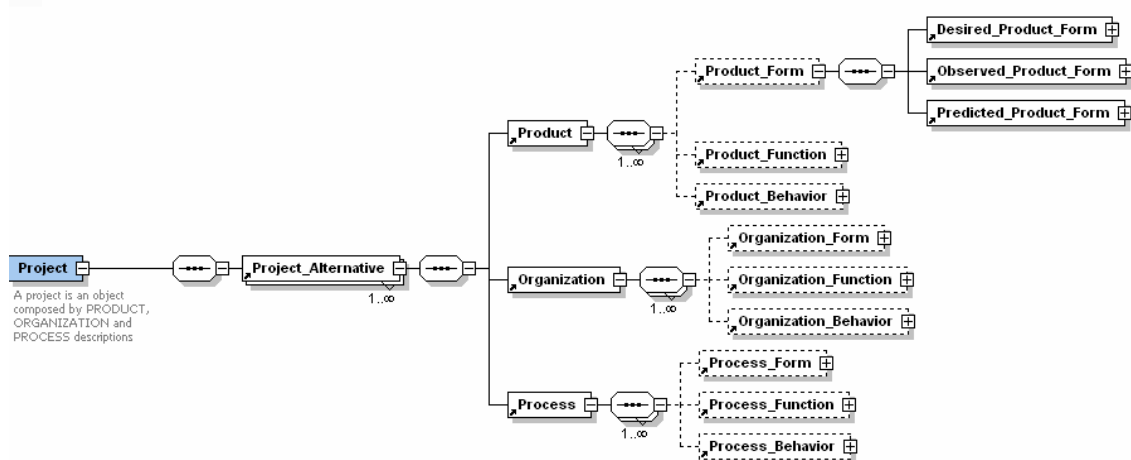 Desired_Product_Form
Product_Form
Observed_Product_Form
Predicted_Product_Form
Product
1..∞
Product_Function
Product_Behavior
Organization_Form
Project
Project_Alternative
1..∞
Organization
1..∞
Organization_Function
Organization_Behavior
A project is an object
composed by PRODUCT,
ORGANIZATION and
PROCESS descriptions
Process_Form
Process
1..∞
Process_Function
Process_Behavior